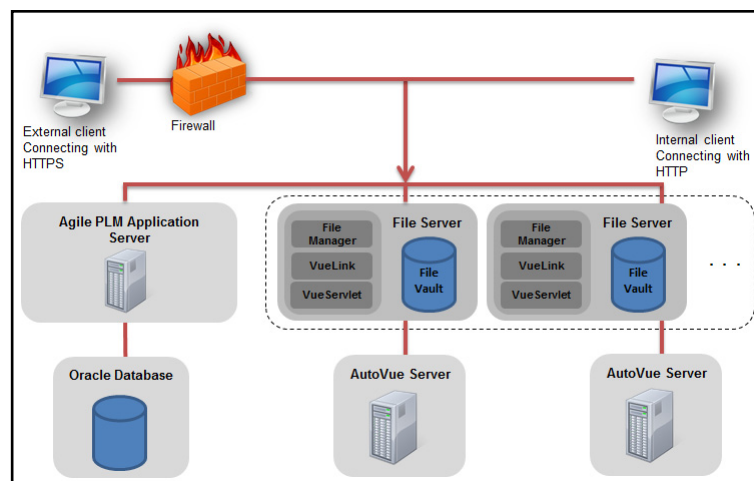 External client
Connecting with
HTTPS
Firewall
Internal client
Connecting with
HTTP
Agile PLM Application
Server
File
Manager
VueLink
VueServlet
File Server
File
Vault
File
Manager
VueLink
VueServlet
File Server
File
Vault
. . .
Oracle Database
AutoVue Server
AutoVue Server